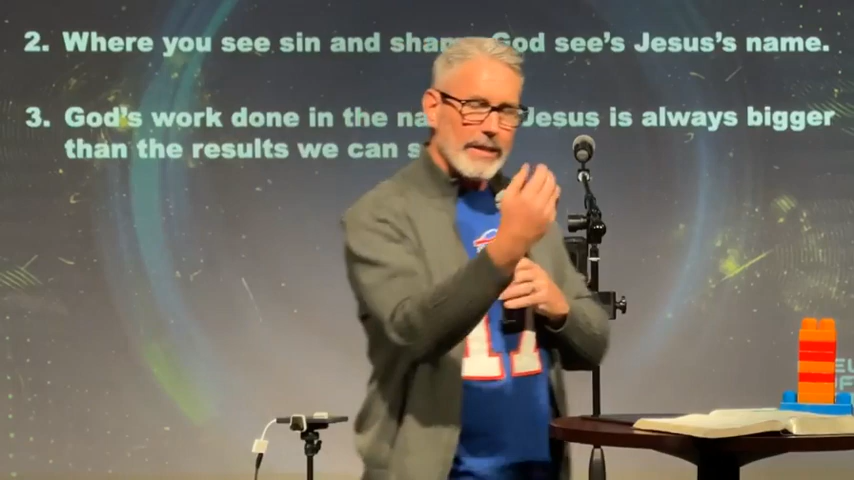 2. Where you see sin and God see's Jesus's name.
3. God's work done in the Jesus is always bigger
than the results we can
17